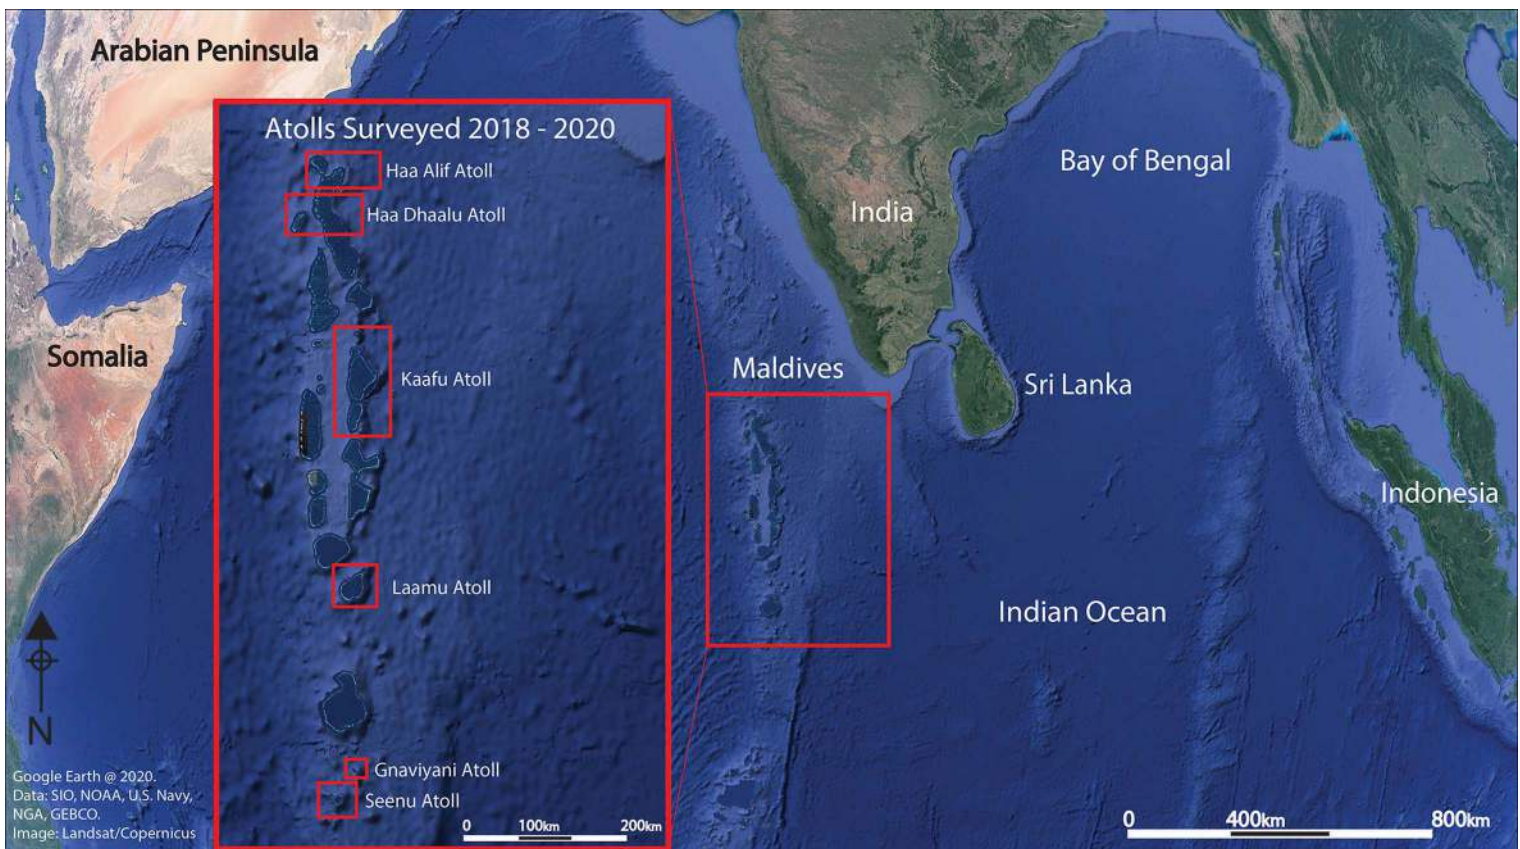 Arabian Peninsula
Atolls Surveyed 2018 - 2020
Haa Alif Atoll
Haa Dhaalu Atoll
Kaafu Atoll
Laamu Atoll
Gnaviyani Atoll
Seenu Atoll
0 100km 200km
Somalia
India
Bay of Bengal
Maldives
Sri Lanka
Indonesia
Indian Ocean
N
Google Earth @ 2020.
Data: SIO, NOAA, U.S. Navy,
NGA, GEBCO.
Image: Landsat/Copernicus
0 400km 800km